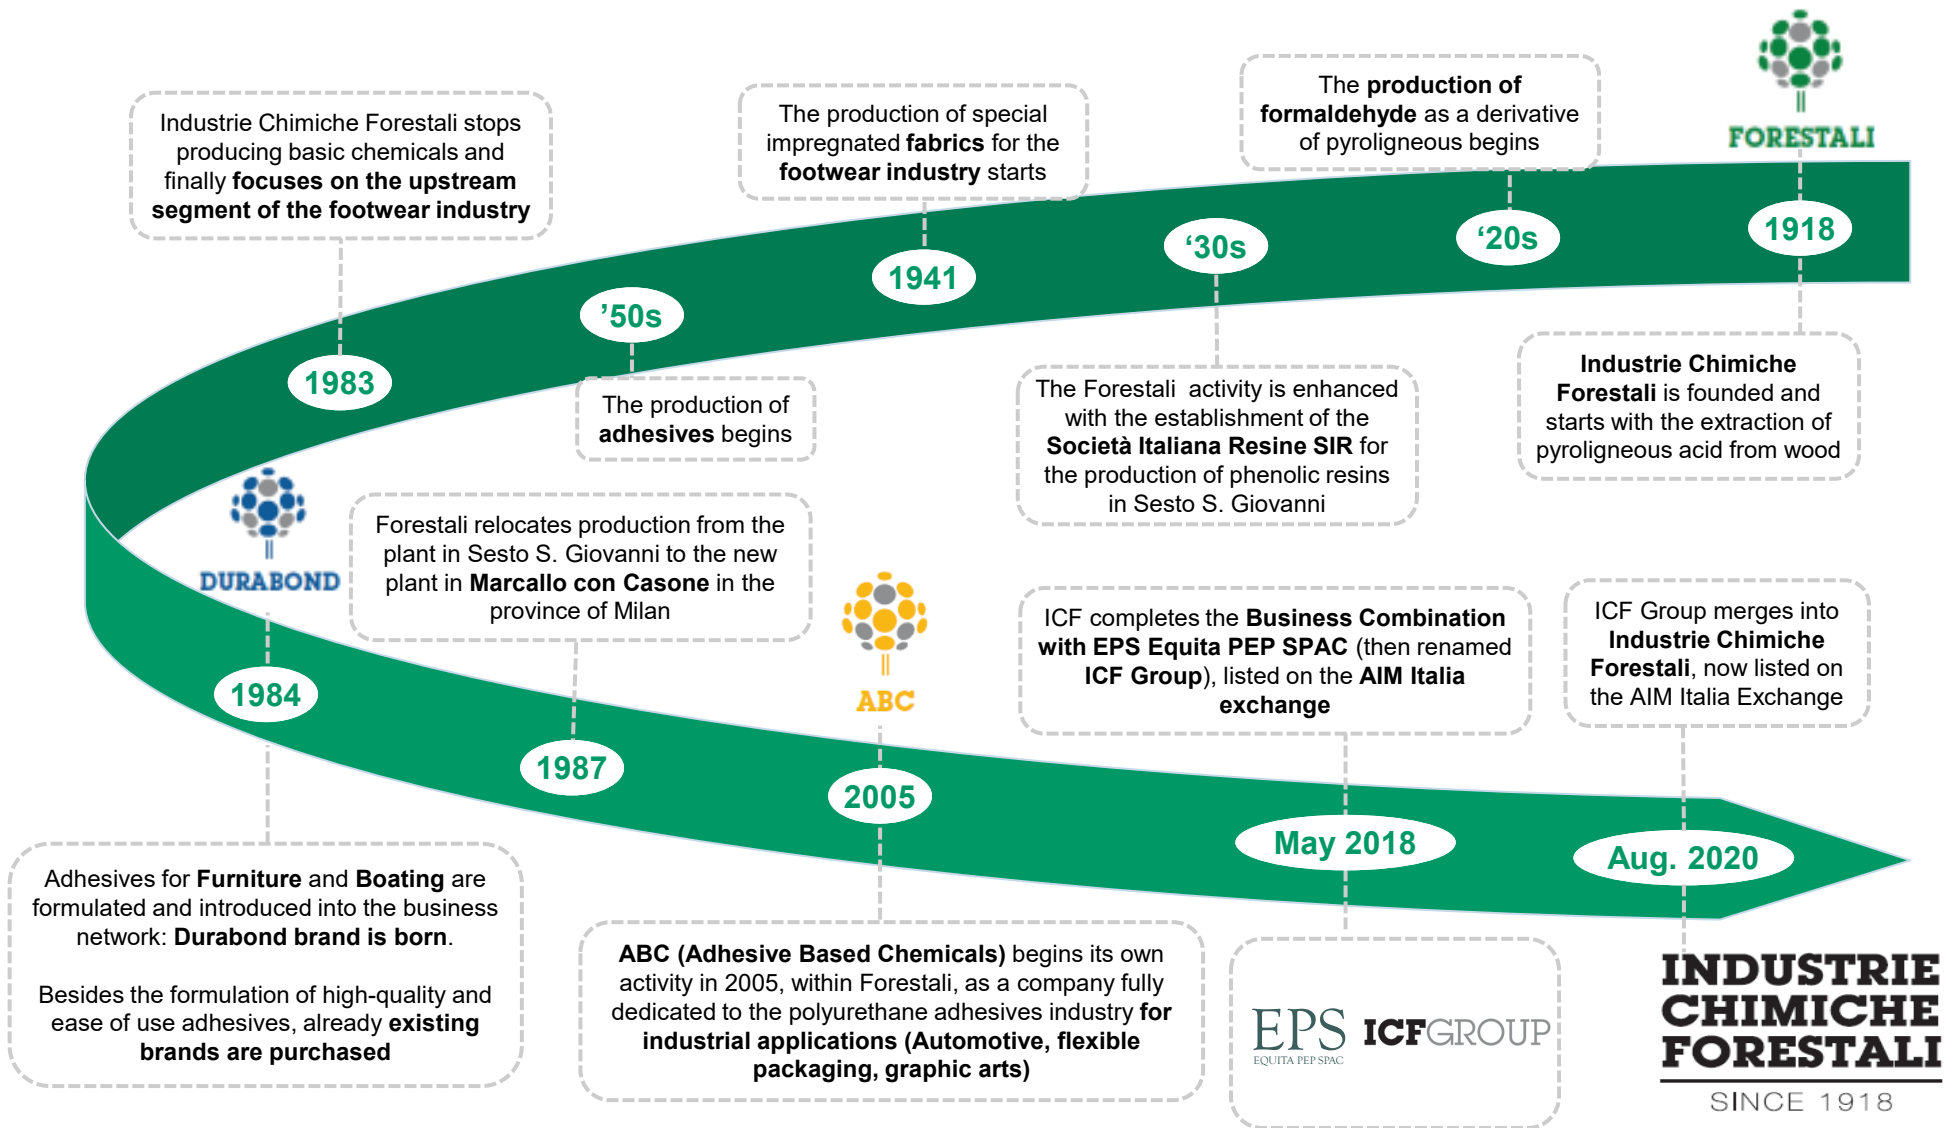 FORESTALI
1918
Industrie Chimiche
Forestali is founded and
starts with the extraction of
pyroligneous acid from wood
The production of
formaldehyde as a derivative
of pyroligneous begins
‘20s
‘30s
The Forestali activity is enhanced
with the establishment of the
Società Italiana Resine SIR for
the production of phenolic resins
in Sesto S. Giovanni
The production of special
impregnated fabrics for the
footwear industry starts
1941
’50s
The production of
adhesives begins
Industrie Chimiche Forestali stops
producing basic chemicals and
finally focuses on the upstream
segment of the footwear industry
1983
DURABOND
1984
Adhesives for Furniture and Boating are
formulated and introduced into the business
network: Durabond brand is born.
Besides the formulation of high-quality and
ease of use adhesives, already existing
brands are purchased
Forestali relocates production from the
plant in Sesto S. Giovanni to the new
plant in Marcallo con Casone in the
province of Milan
1987
ABC
2005
ABC (Adhesive Based Chemicals) begins its own
activity in 2005, within Forestali, as a company fully
dedicated to the polyurethane adhesives industry for
industrial applications (Automotive, flexible
packaging, graphic arts)
ICF completes the Business Combination
with EPS Equita PEP SPAC (then renamed
ICF Group), listed on the AIM Italia
exchange
May 2018
EPS
EQUITA PEP SPAC
ICFGROUP
ICF Group merges into
Industrie Chimiche
Forestali, now listed on
the AIM Italia Exchange
Aug. 2020
INDUSTRIE
CHIMICHE
FORESTALI
SINCE 1918